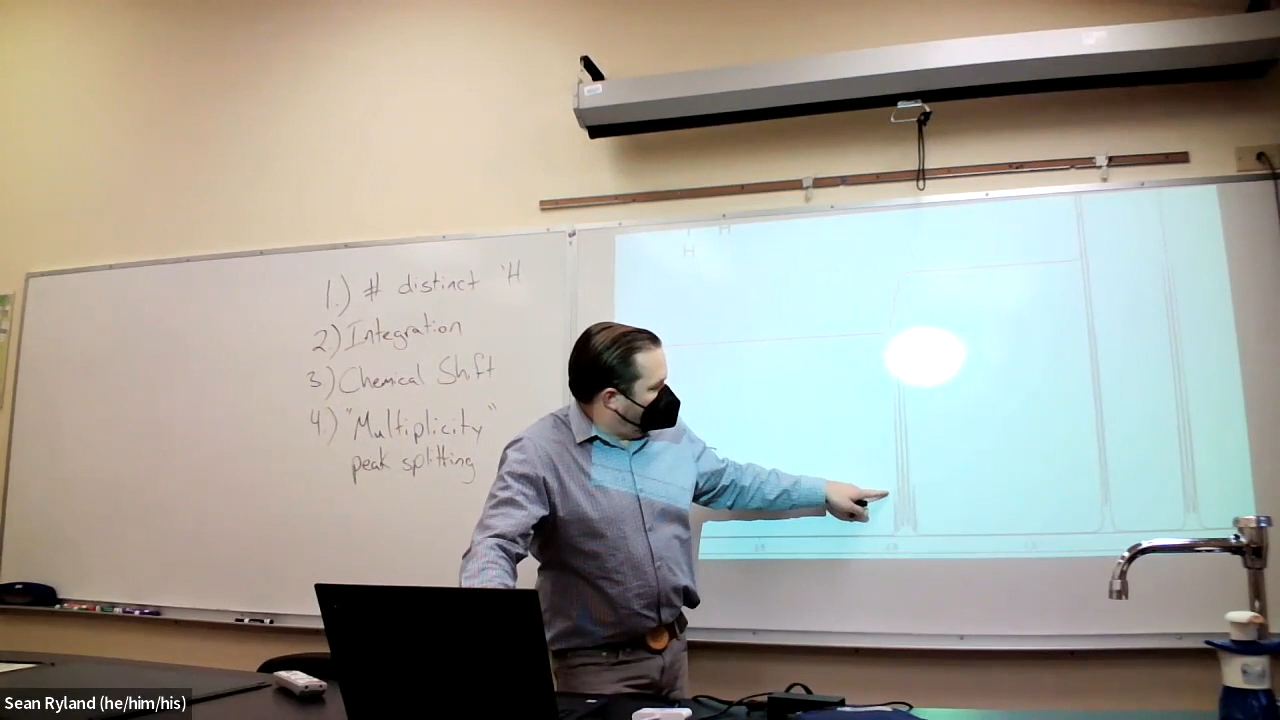 1.) # distinct ¹H
2.) Integration
3.) Chemical Shift
4.) "Multiplicity"
peak splitting
H
H
Sean Ryland (he/him/his)